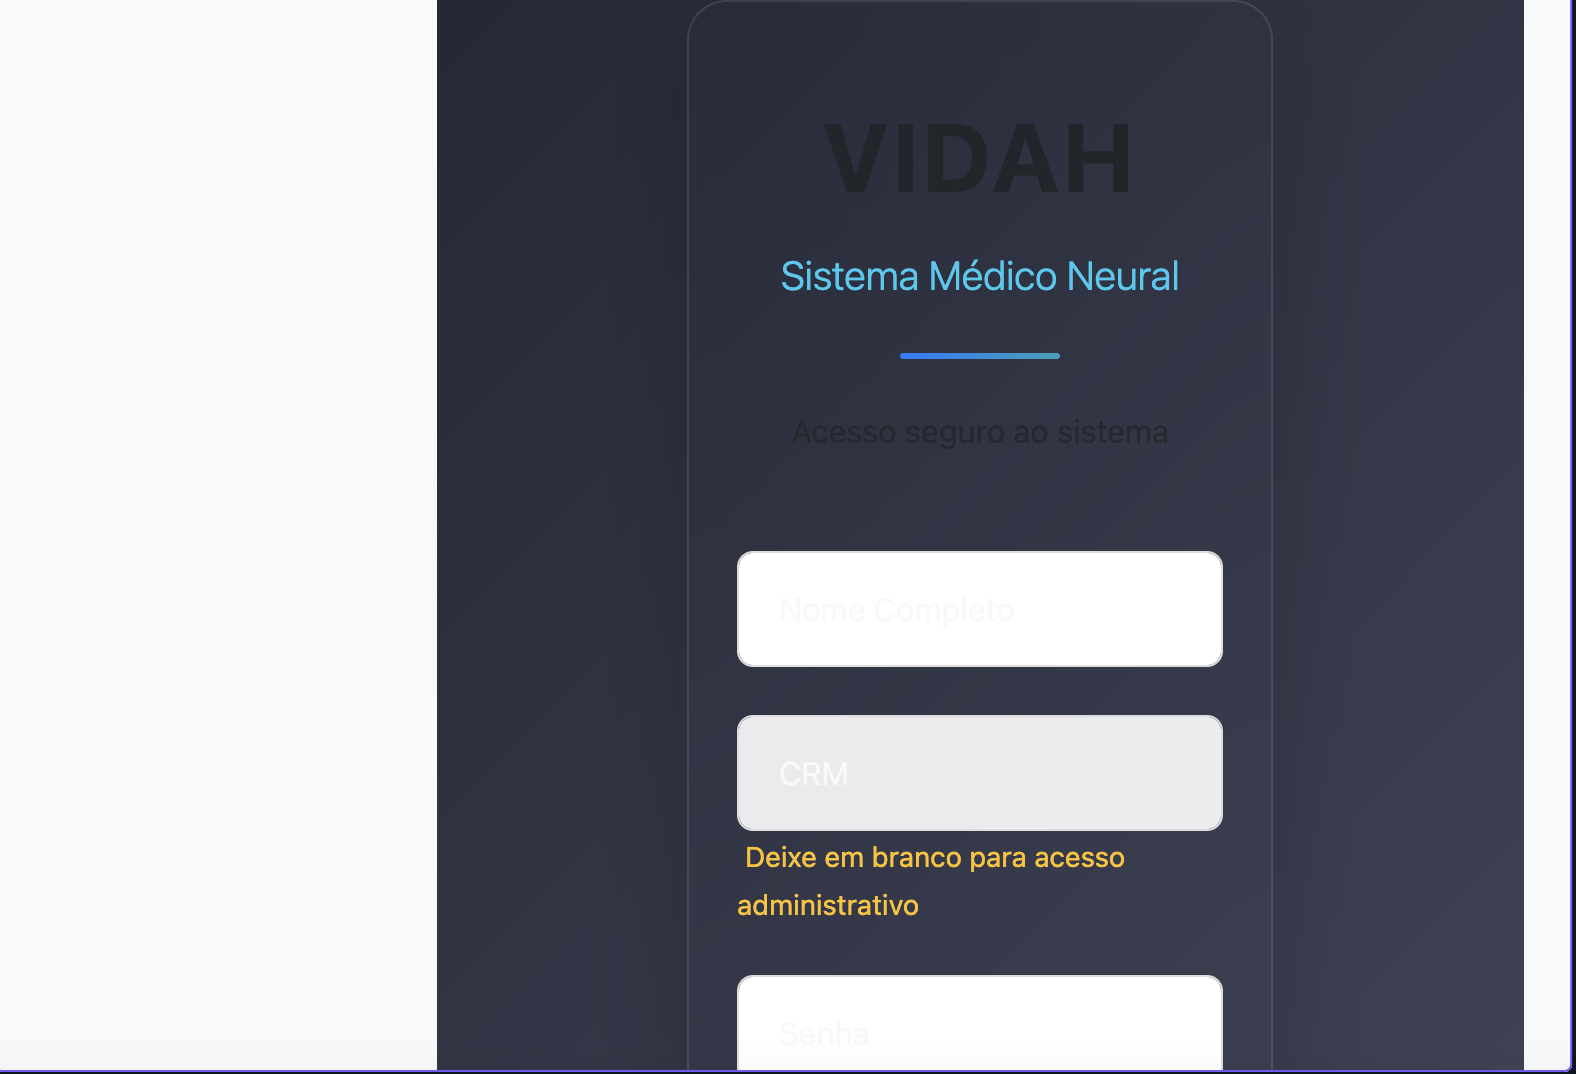 VIDAH
Sistema Médico Neural
Acesso seguro ao sistema
Nome Completo
CRM
Deixe em branco para acesso
administrativo
Senha